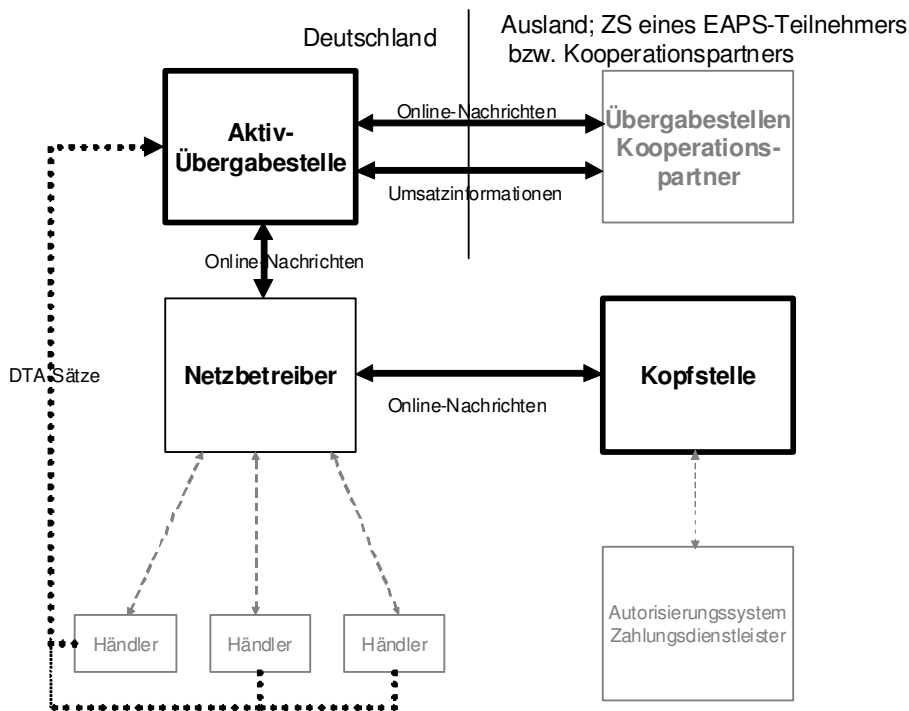 Deutschland
Ausland; ZS eines EAPS-Teilnehmers
bzw. Kooperationspartners
Aktiv-
Übergabestelle
Online-Nachrichten
Umsatzinformationen
Übergabestellen
Kooperations-
partner
Online-Nachrichten
DTA-Sätze
Netzbetreiber
Online-Nachrichten
Kopfstelle
Händler
Händler
Händler
Autorisierungssystem
Zahlungsdienstleister